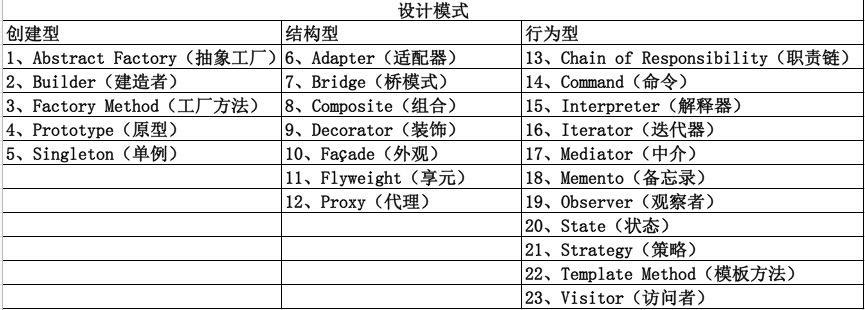 设计模式
创建型 结构型 行为型
1、Abstract Factory（抽象工厂） 6、Adapter（适配器） 13、Chain of Responsibility（职责链）
2、Builder（建造者） 7、Bridge（桥模式） 14、Command（命令）
3、Factory Method（工厂方法） 8、Composite（组合） 15、Interpreter（解释器）
4、Prototype（原型） 9、Decorator（装饰） 16、Iterator（迭代器）
5、Singleton（单例） 10、Façade（外观） 17、Mediator（中介）
11、Flyweight（享元） 18、Memento（备忘录）
12、Proxy（代理） 19、Observer（观察者）
20、State（状态）
21、Strategy（策略）
22、Template Method（模板方法）
23、Visitor（访问者）